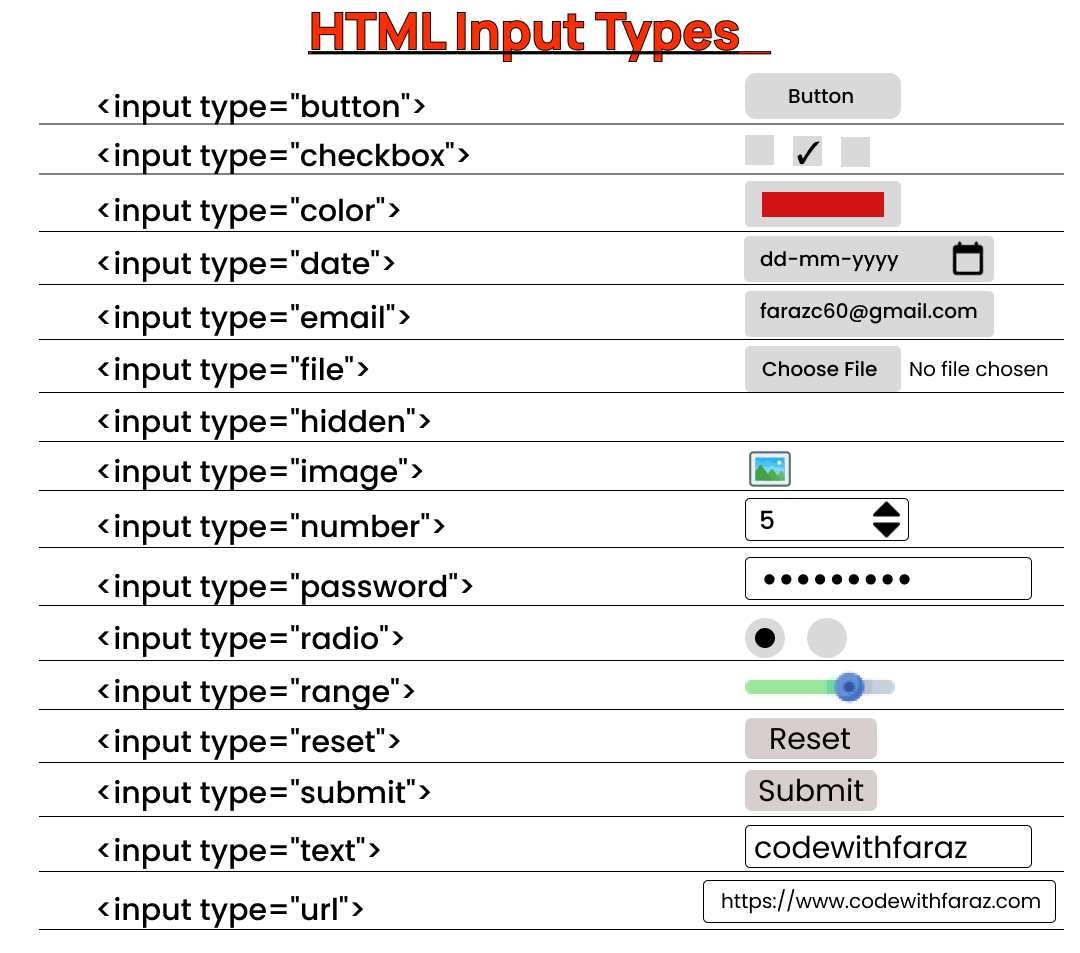 HTML Input Types
<input type="button"> Button
<input type="checkbox">
<input type="color">
<input type="date"> dd-mm-yyyy
<input type="email"> farazc60@gmail.com
<input type="file"> Choose File No file chosen
<input type="hidden">
<input type="image">
<input type="number"> 5
<input type="password">
<input type="radio">
<input type="range">
<input type="reset"> Reset
<input type="submit"> Submit
<input type="text"> codewithfaraz
<input type="url"> https://www.codewithfaraz.com